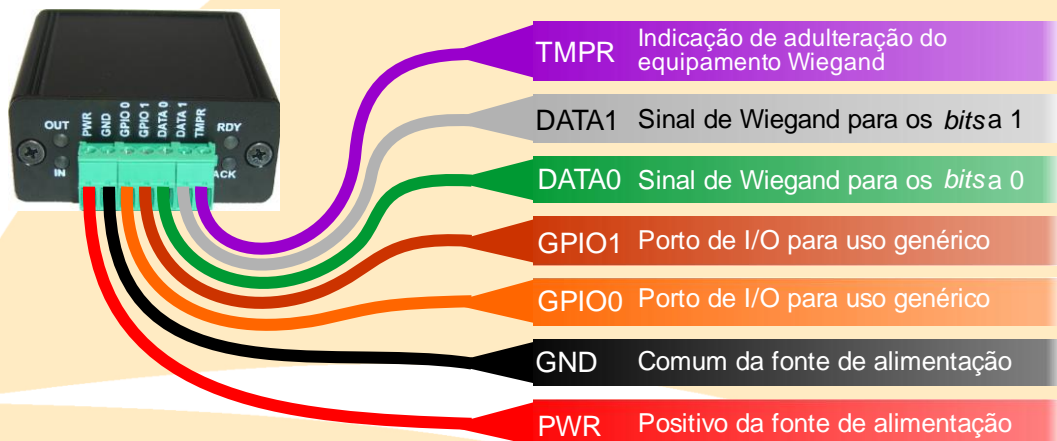 OUT
IN
PWR
GND
GPIO 0
GPIO 1
DATA 0
DATA 1
TMPR
RDY
ACK
TMPR Indicação de adulteração do
equipamento Wiegand
DATA1 Sinal de Wiegand para os bits a 1
DATA0 Sinal de Wiegand para os bits a 0
GPIO1 Porto de I/O para uso genérico
GPIO0 Porto de I/O para uso genérico
GND Comum da fonte de alimentação
PWR Positivo da fonte de alimentação